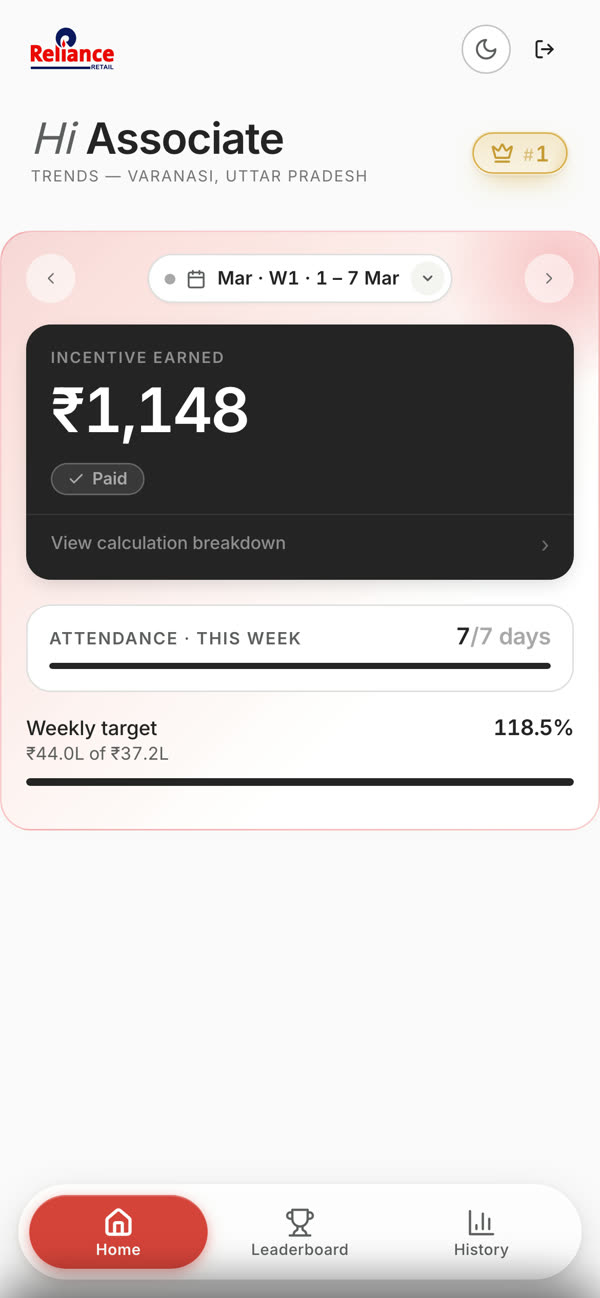 Reliance
RETAIL
Hi Associate
TRENDS — VARANASI, UTTAR PRADESH
#1
Mar · W1 · 1 – 7 Mar
INCENTIVE EARNED
₹1,148
Paid
View calculation breakdown
ATTENDANCE · THIS WEEK
7/7 days
Weekly target
118.5%
₹44.0L of ₹37.2L
Home
Leaderboard
History